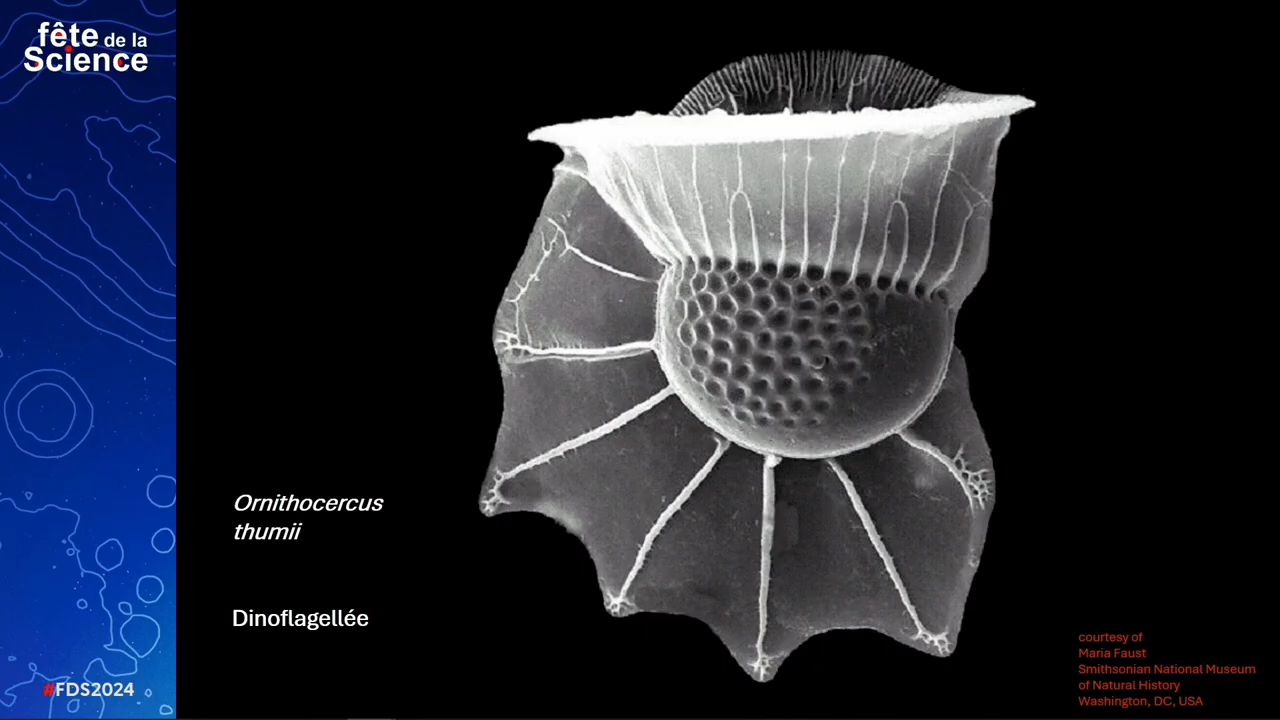 fête de la
Science
Ornithocercus
thumii
Dinoflagellée
#FDS2024
courtesy of
Maria Faust
Smithsonian National Museum
of Natural History
Washington, DC, USA